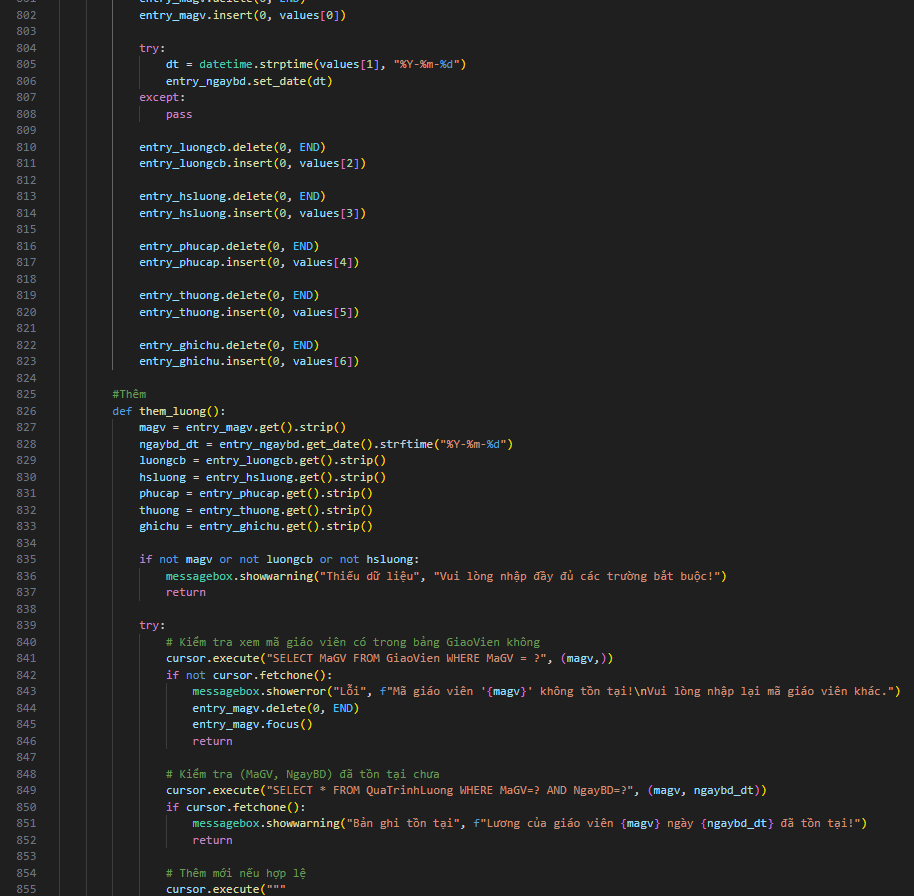 801 entry_magv.delete(0, END)
802 entry_magv.insert(0, values[0])
803
804 try:
805 dt = datetime.strptime(values[1], "%Y-%m-%d")
806 entry_ngaybd.set_date(dt)
807 except:
808 pass
809
810 entry_luongcb.delete(0, END)
811 entry_luongcb.insert(0, values[2])
812
813 entry_hsluong.delete(0, END)
814 entry_hsluong.insert(0, values[3])
815
816 entry_phucap.delete(0, END)
817 entry_phucap.insert(0, values[4])
818
819 entry_thuong.delete(0, END)
820 entry_thuong.insert(0, values[5])
821
822 entry_ghichu.delete(0, END)
823 entry_ghichu.insert(0, values[6])
824
825 #Thêm
826 def them_luong():
827 magv = entry_magv.get().strip()
828 ngaybd_dt = entry_ngaybd.get_date().strftime("%Y-%m-%d")
829 luongcb = entry_luongcb.get().strip()
830 hsluong = entry_hsluong.get().strip()
831 phucap = entry_phucap.get().strip()
832 thuong = entry_thuong.get().strip()
833 ghichu = entry_ghichu.get().strip()
834
835 if not magv or not luongcb or not hsluong:
836 messagebox.showwarning("Thiếu dữ liệu", "Vui lòng nhập đầy đủ các trường bắt buộc!")
837 return
838
839 try:
840 # Kiểm tra xem mã giáo viên có trong bảng GiaoVien không
841 cursor.execute("SELECT MaGV FROM GiaoVien WHERE MaGV = ?", (magv,))
842 if not cursor.fetchone():
843 messagebox.showerror("Lỗi", f"Mã giáo viên '{magv}' không tồn tại!\nVui lòng nhập lại mã giáo viên khác.")
844 entry_magv.delete(0, END)
845 entry_magv.focus()
846 return
847
848 # Kiểm tra (MaGV, NgayBD) đã tồn tại chưa
849 cursor.execute("SELECT * FROM QuaTrinhLuong WHERE MaGV=? AND NgayBD=?", (magv, ngaybd_dt))
850 if cursor.fetchone():
851 messagebox.showwarning("Bản ghi tồn tại", f"Lương của giáo viên {magv} ngày {ngaybd_dt} đã tồn tại!")
852 return
853
854 # Thêm mới nếu hợp lệ
855 cursor.execute("""